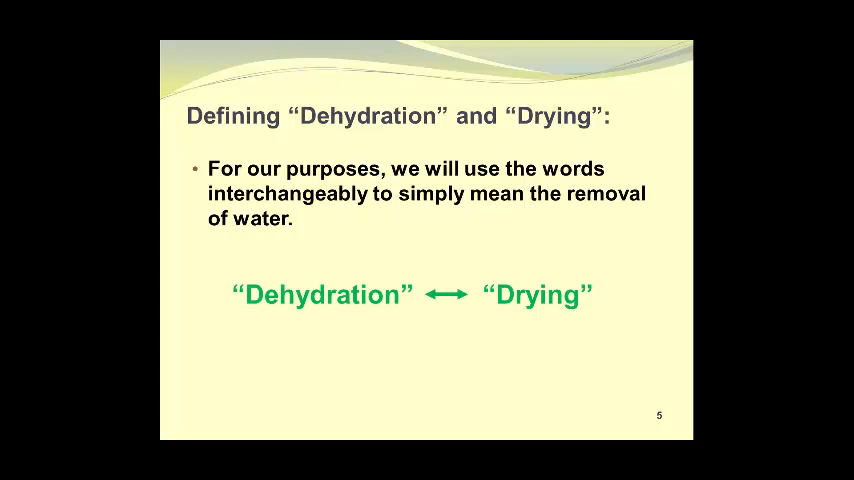 Defining “Dehydration” and “Drying”:
• For our purposes, we will use the words
interchangeably to simply mean the removal
of water.
“Dehydration” ↔ “Drying”
5